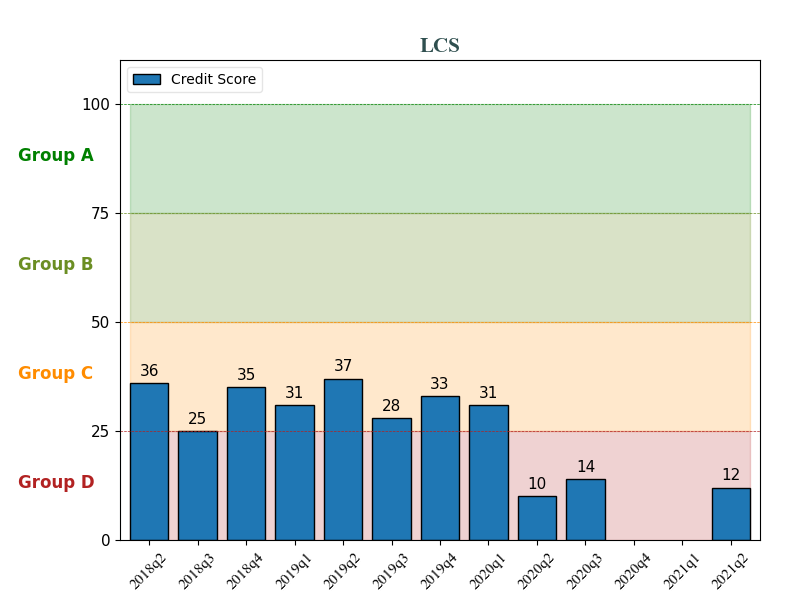 LCS
Credit Score
100
Group A
75
Group B
50
Group C
36
25
35
31
37
28
33
31
25
Group D
10
14
12
0
2018q2
2018q3
2018q4
2019q1
2019q2
2019q3
2019q4
2020q1
2020q2
2020q3
2020q4
2021q1
2021q2